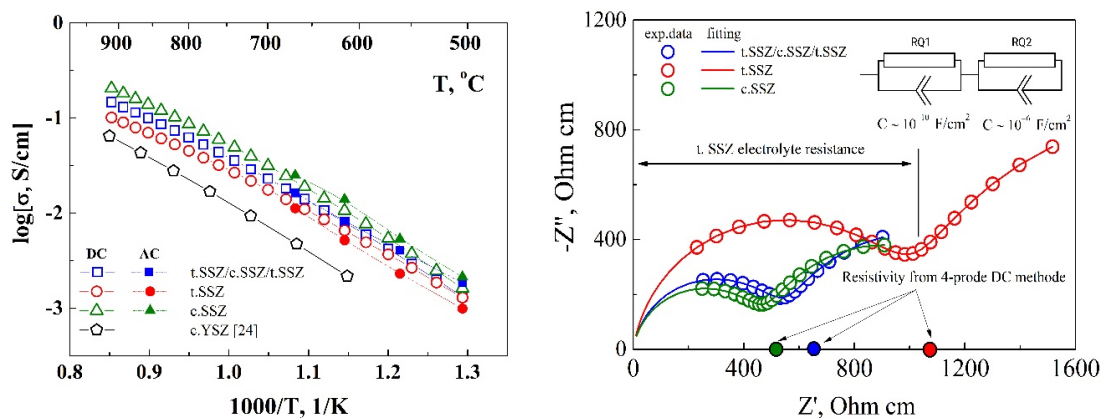 900 800 700 600 500
T, °C
0
-1
-2
-3
log[σ, S/cm]
DC AC
t.SSZ/c.SSZ/t.SSZ
t.SSZ
c.SSZ
c.YSZ [24]
0.8 0.9 1.0 1.1 1.2 1.3
1000/T, 1/K
1200
800
400
0
-Z'', Ohm cm
exp.data fitting
t.SSZ/c.SSZ/t.SSZ
t.SSZ
c.SSZ
RQ1 RQ2
C ~ 10⁻¹⁰ F/cm² C ~ 10⁻⁶ F/cm²
t. SSZ electrolyte resistance
Resistivity from 4-prode DC methode
0 400 800 1200 1600
Z', Ohm cm